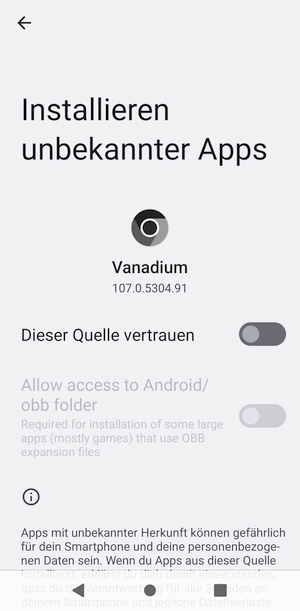 Installieren
unbekannter Apps
Vanadium
107.0.5304.91
Dieser Quelle vertrauen
Allow access to Android/
obb folder
Required for installation of some large
apps (mostly games) that use OBB
expansion files
Apps mit unbekannter Herkunft können gefährlich
für dein Smartphone und deine personenbezoge-
nen Daten sein. Wenn du Apps aus dieser Quelle
installierst, erklärst du dich damit einverstanden,
dass du die Verantwortung für alle Schäden an
deinem Smartphone und jegliche Datenverluste